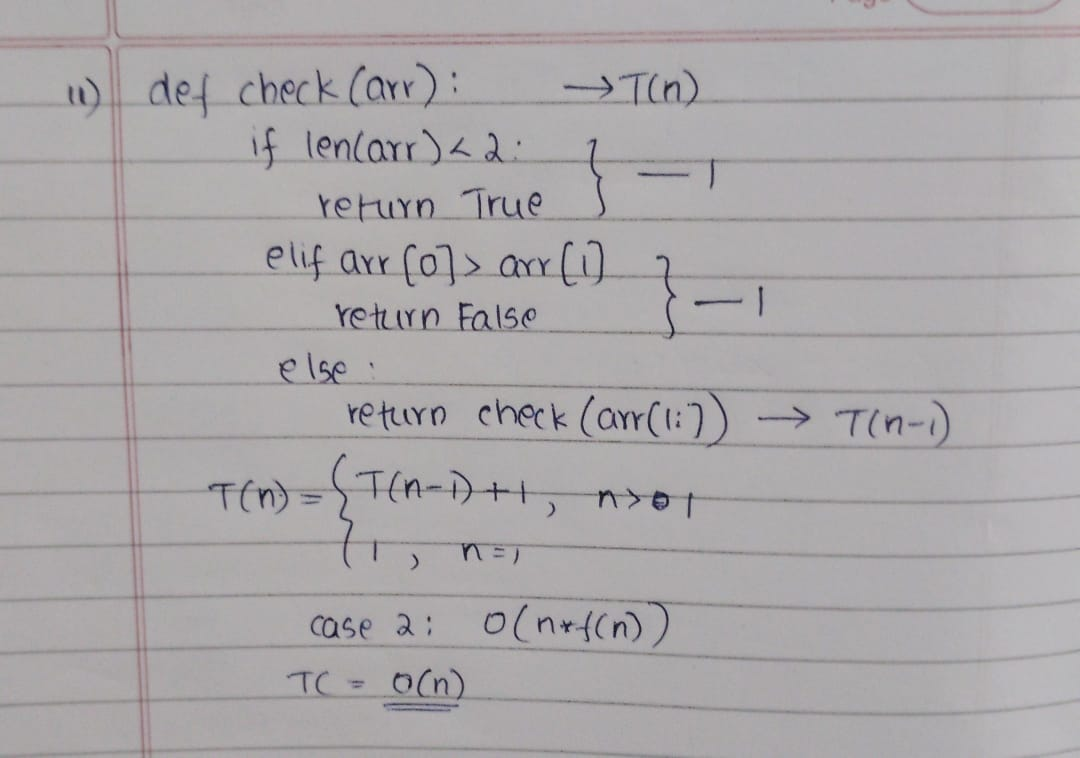 11) def check(arr): → T(n)
if len(arr) < 2: } — 1
return True
elif arr[0] > arr[1] } — 1
return False
else :
return check (arr(1:]) → T(n-1)
T(n) = { T(n-1) + 1, n > 1
1, n = 1
case 2: O(n*f(n))
TC = O(n)